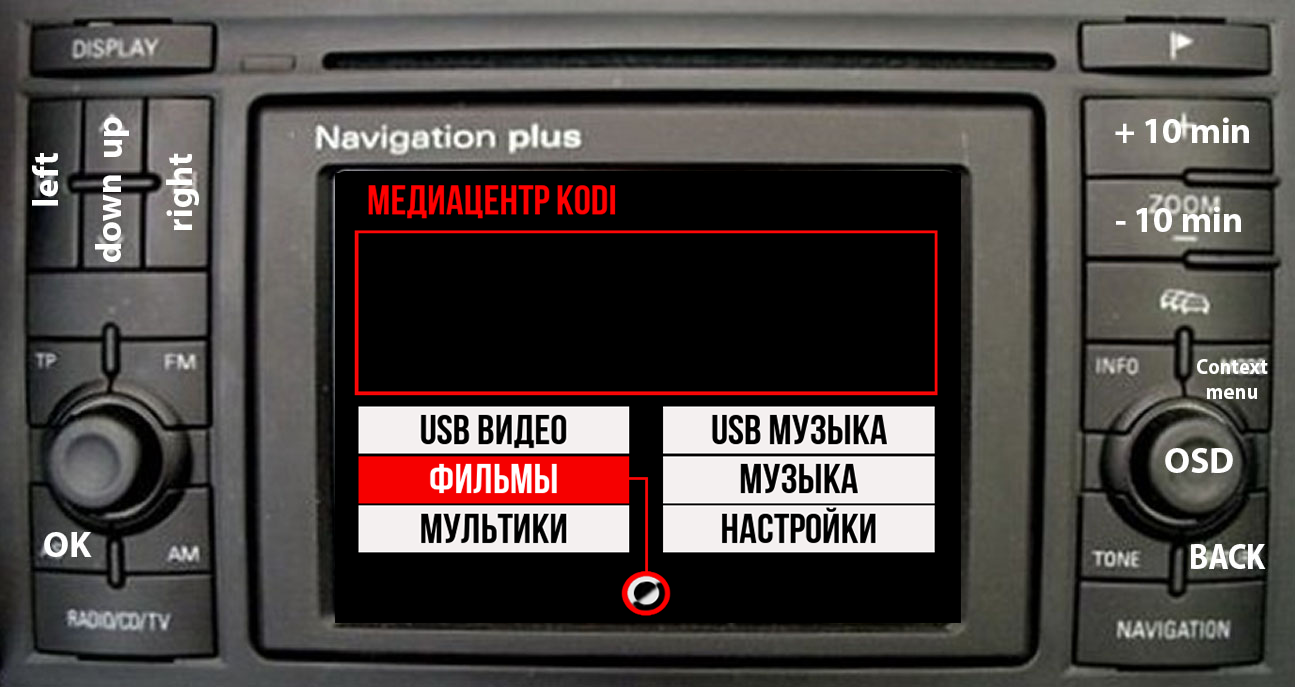 DISPLAY
left
down up
right
Navigation plus
МЕДИАЦЕНТР KODI
USB ВИДЕО
ФИЛЬМЫ
МУЛЬТИКИ
USB МУЗЫКА
МУЗЫКА
НАСТРОЙКИ
TP
FM
OK
AM
RADIO/CD/TV
+ 10 min
ZOOM
- 10 min
INFO
Context
menu
OSD
TONE
BACK
NAVIGATION